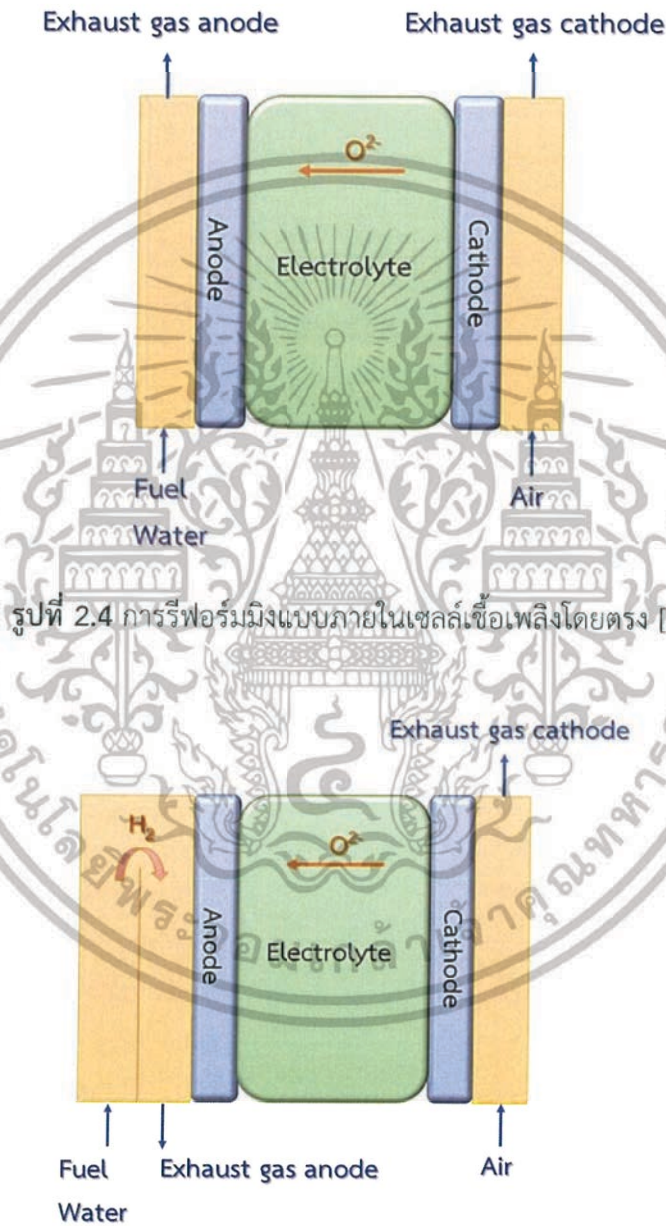 Exhaust gas anode
Exhaust gas cathode
O²⁻
Anode
Electrolyte
Cathode
Fuel
Water
Air
รูปที่ 2.4 การรีฟอร์มมิงแบบภายในเซลล์เชื้อเพลิงโดยตรง [
Exhaust gas cathode
H₂
O²⁻
Anode
Electrolyte
Cathode
Fuel
Water
Exhaust gas anode
Air